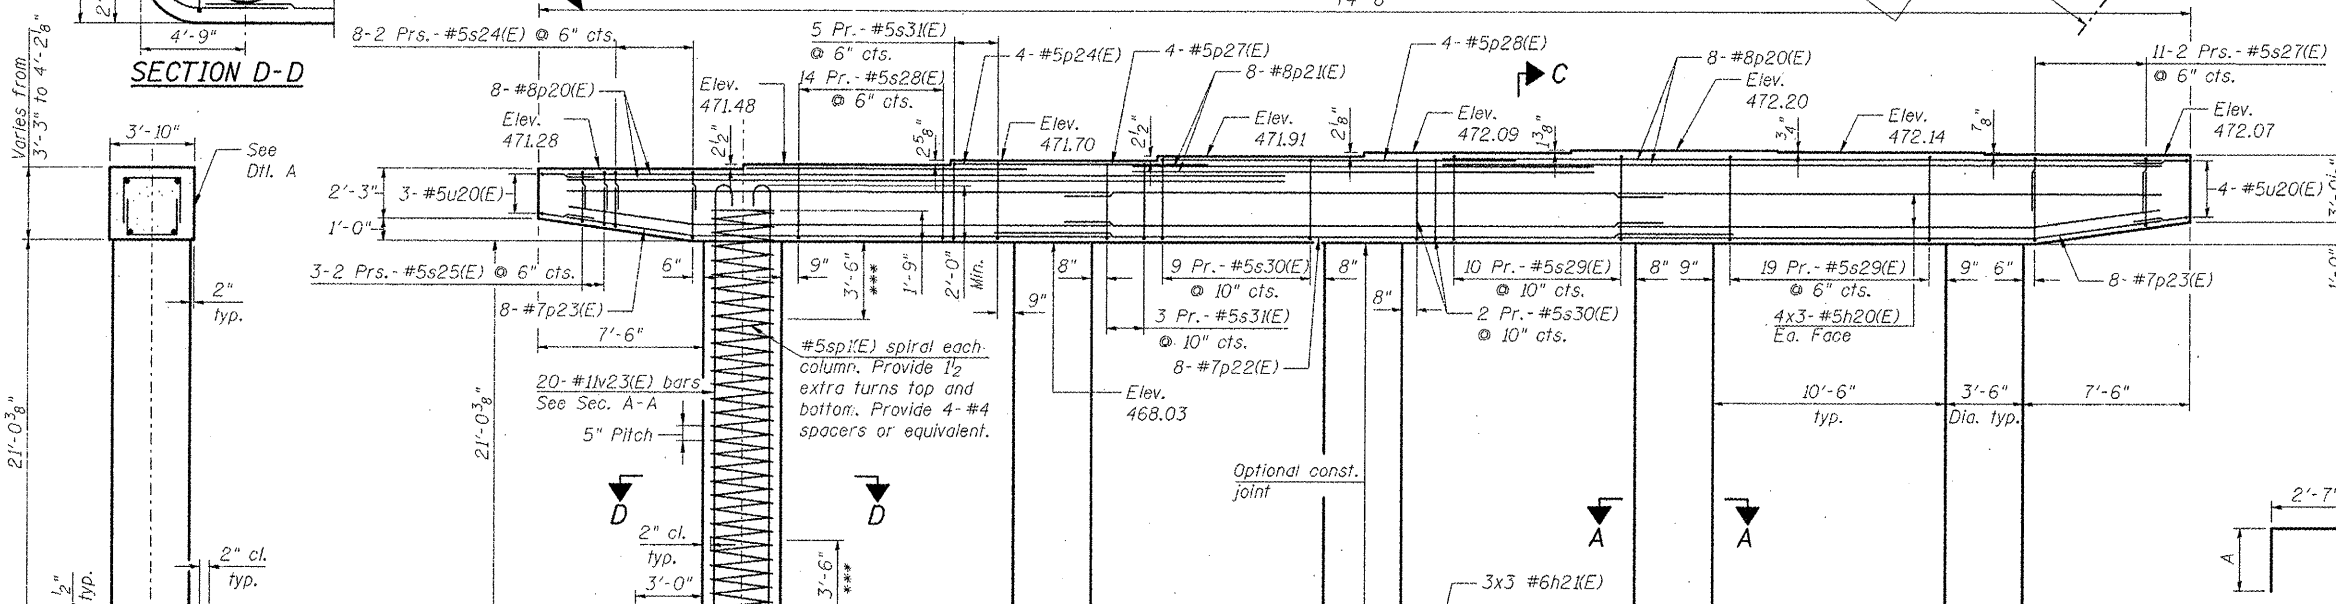 4'-9"
SECTION D-D
Varies from
3'-3" to 4'-2⅛"
3'-10"
See
Dtl. A
2"
typ.
21'-0⅜"
2" cl.
typ.
½"
typ.
8-2 Prs.-#5s24(E) @ 6" cts.
8-#8p20(E)
Elev.
471.28
Elev.
471.48
2½"
5 Pr.-#5s31(E)
@ 6" cts.
14 Pr.-#5s28(E)
@ 6" cts.
2⅝"
4-#5p24(E)
4-#5p27(E)
8-#8p21(E)
Elev.
471.70
2½"
Elev.
471.91
2⅛"
4-#5p28(E)
Elev.
472.09
C
1⅜"
8-#8p20(E)
Elev.
472.20
¾"
Elev.
472.14
⅞"
11-2 Prs.-#5s27(E)
@ 6" cts.
Elev.
472.07
2'-3"
3-#5u20(E)
1'-0"
4-#5u20(E)
1'-0"
3-2 Prs.-#5s25(E) @ 6" cts.
6"
9"
3'-6"
***
1'-9"
2'-0"
Min.
9"
8"
9 Pr.-#5s30(E)
@ 10" cts.
8"
3 Pr.-#5s31(E)
@ 10" cts.
8-#7p22(E)
8"
10 Pr.-#5s29(E)
@ 10" cts.
2 Pr.-#5s30(E)
@ 10" cts.
8" 9"
19 Pr.-#5s29(E)
@ 6" cts.
4x3-#5h20(E)
Ea. Face
9" 6"
8-#7p23(E)
8-#7p23(E)
7'-6"
#5sp1(E) spiral each
column. Provide 1½
extra turns top and
bottom. Provide 4-#4
spacers or equivalent.
20-#11v23(E) bars
See Sec. A-A
5" Pitch
21'-0⅜"
Elev.
468.03
10'-6"
typ.
3'-6"
Dia. typ.
7'-6"
Optional const.
joint
D
D
A
A
2" cl.
typ.
3'-0"
3'-6"
***
3x3 #6h21(E)
2'-7"
A